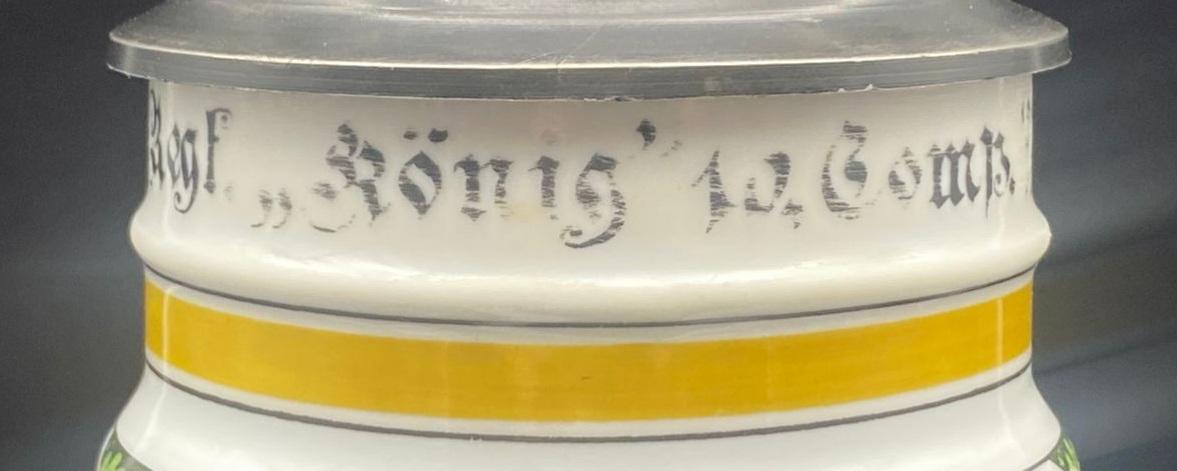 Regt. „König“ 12. Comp.